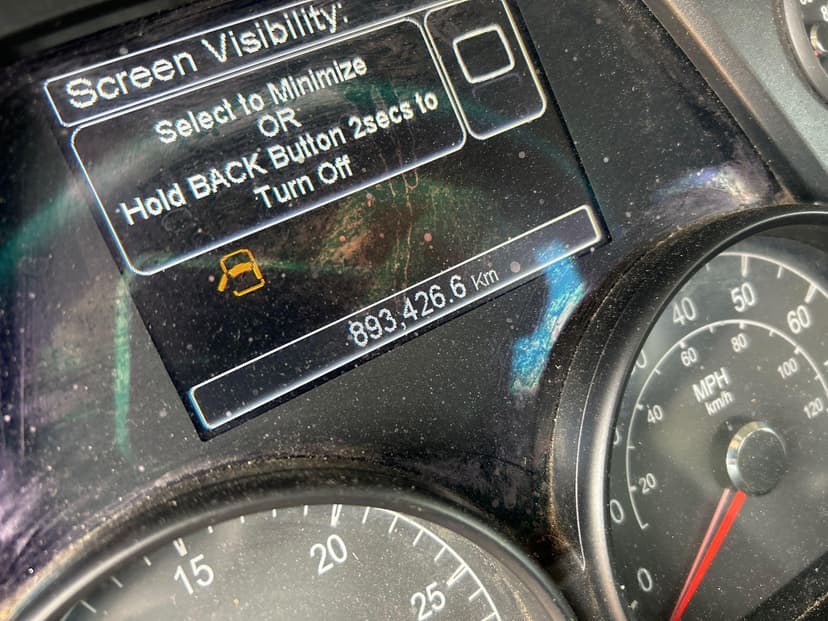 Screen Visibility:
Select to Minimize
OR
Hold BACK Button 2secs to
Turn Off
893,426.6 Km
15
20
25
MPH
km/h
0
40
50
60
20
40
60
80
100
120